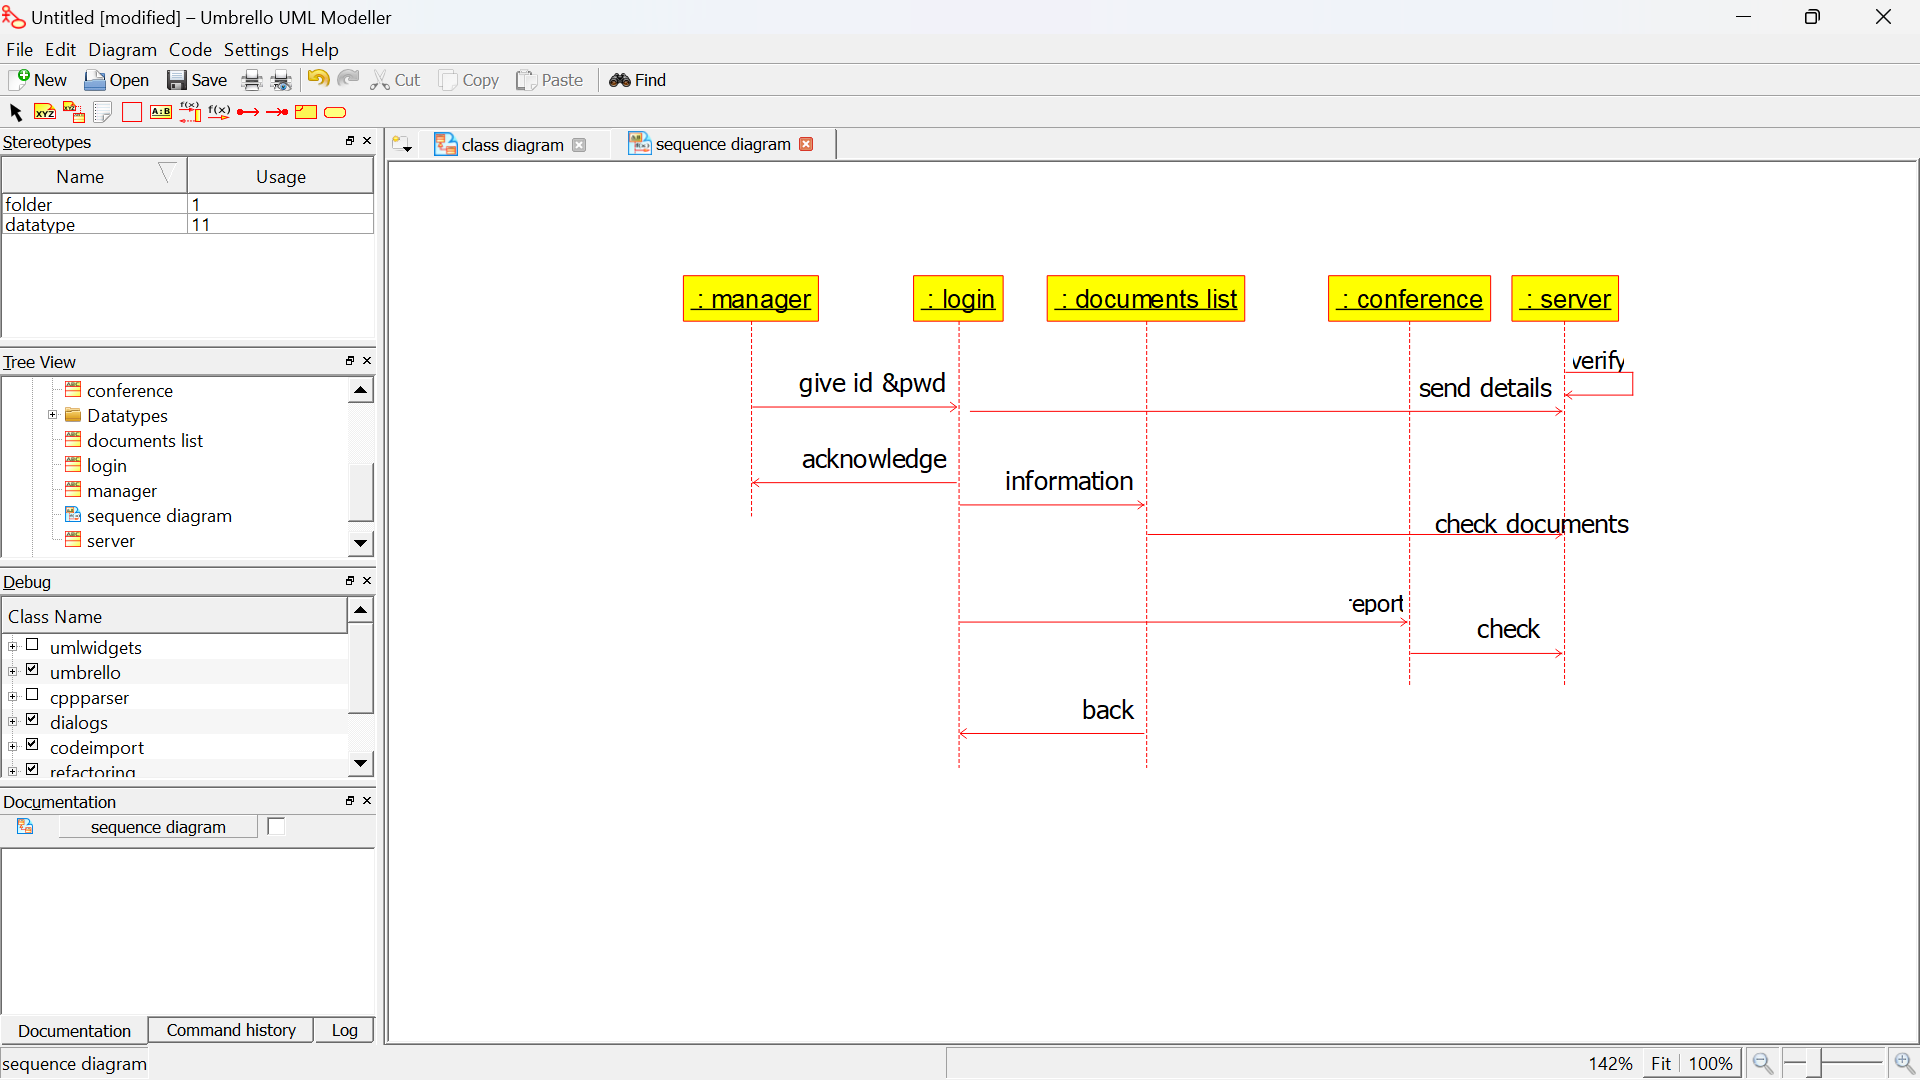 Untitled [modified] – Umbrello UML Modeller
File Edit Diagram Code Settings Help
New Open Save Cut Copy Paste Find
XYZ XYZ A:B f(x) f(x)
Stereotypes
Name Usage
folder 1
datatype 11
Tree View
conference
Datatypes
documents list
login
manager
sequence diagram
server
Debug
Class Name
umlwidgets
umbrello
cppparser
dialogs
codeimport
refactoring
Documentation
sequence diagram
Documentation Command history Log
class diagram sequence diagram
: manager : login : documents list : conference : server
verify
give id &pwd send details
acknowledge
information
check documents
report
check
back
sequence diagram
142% Fit 100%